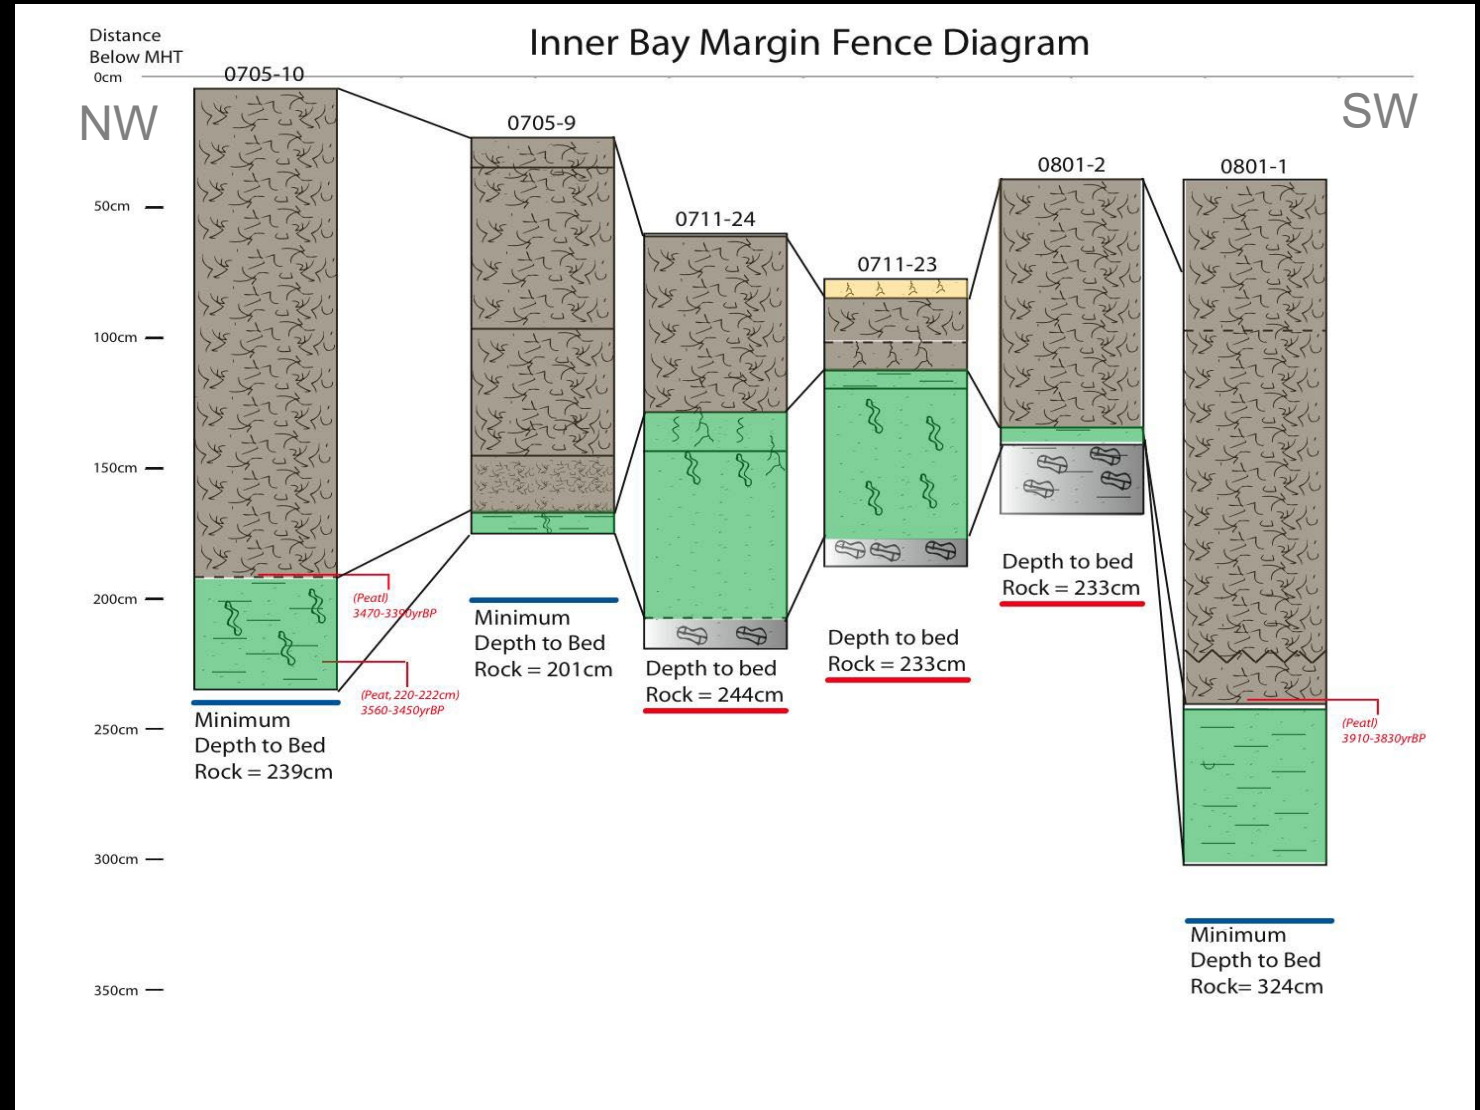 Inner Bay Margin Fence Diagram
Distance
Below MHT
0cm
NW
SW
0705-10
0705-9
0711-24
0711-23
0801-2
0801-1
50cm
100cm
150cm
200cm
250cm
300cm
350cm
(Peatl)
3470-3390yrBP
(Peat, 220-222cm)
3560-3450yrBP
Minimum
Depth to Bed
Rock = 239cm
Minimum
Depth to Bed
Rock = 201cm
Depth to bed
Rock = 244cm
Depth to bed
Rock = 233cm
Depth to bed
Rock = 233cm
(Peatl)
3910-3830yrBP
Minimum
Depth to Bed
Rock= 324cm